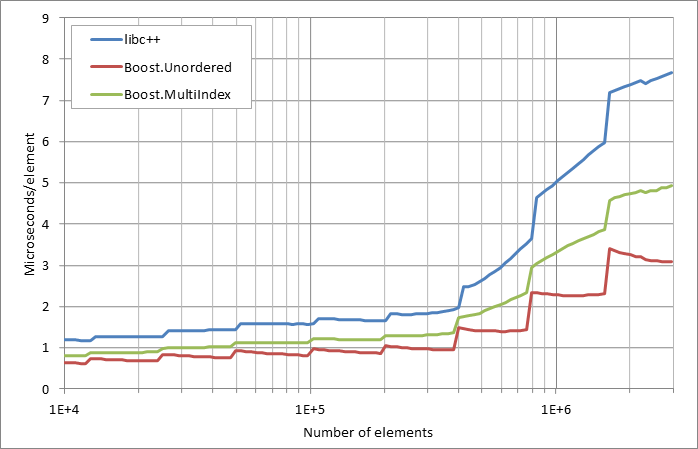 9
8
7
6
5
4
3
2
1
0
Microseconds/element
libc++
Boost.Unordered
Boost.MultiIndex
1E+4
1E+5
1E+6
Number of elements